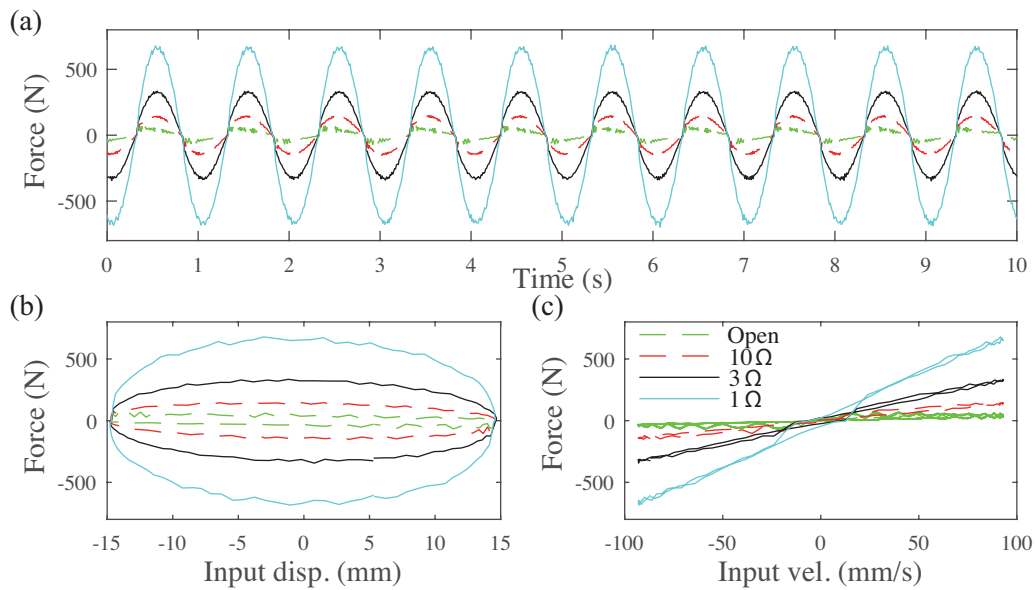 (a)
Force (N)
500
0
-500
0 1 2 3 4 5 6 7 8 9 10
Time (s)
(b)
Force (N)
500
0
-500
-15 -10 -5 0 5 10 15
Input disp. (mm)
(c)
Force (N)
500
0
-500
Open
10 Ω
3 Ω
1 Ω
-100 -50 0 50 100
Input vel. (mm/s)